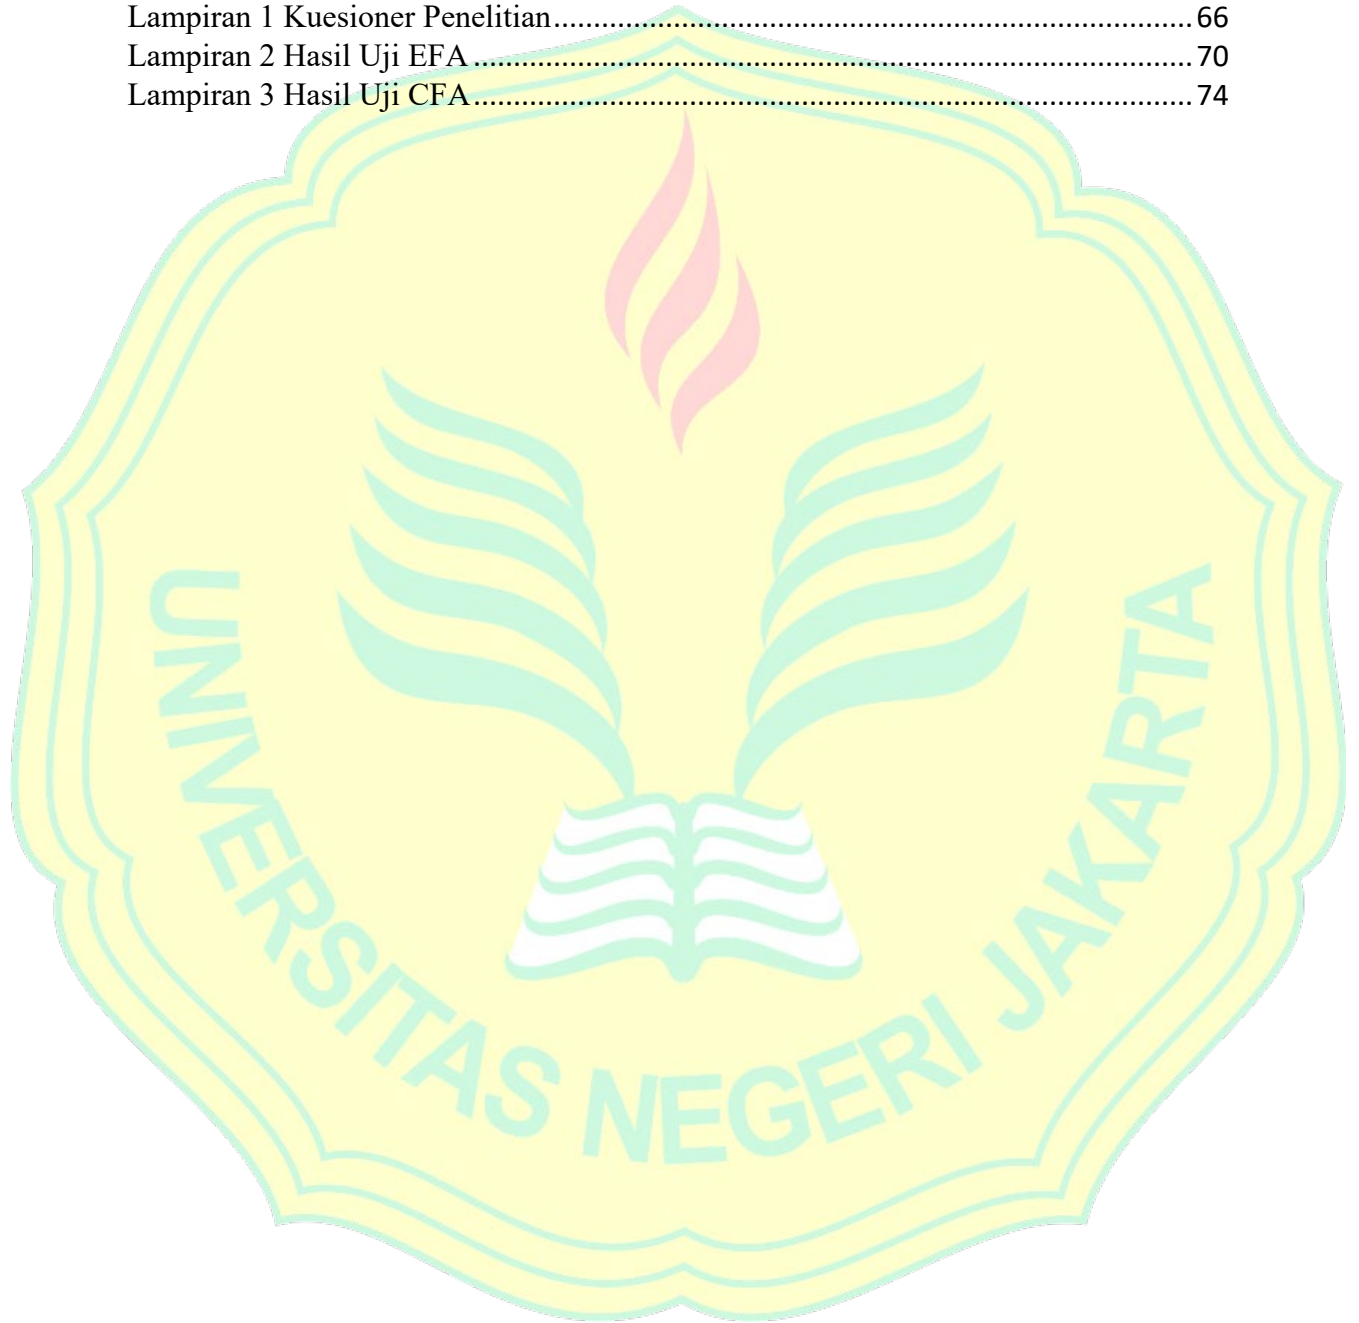 Lampiran 1 Kuesioner Penelitian................................................................................66
Lampiran 2 Hasil Uji EFA..........................................................................................70
Lampiran 3 Hasil Uji CFA..........................................................................................74
UNIVERSITAS NEGERI JAKARTA